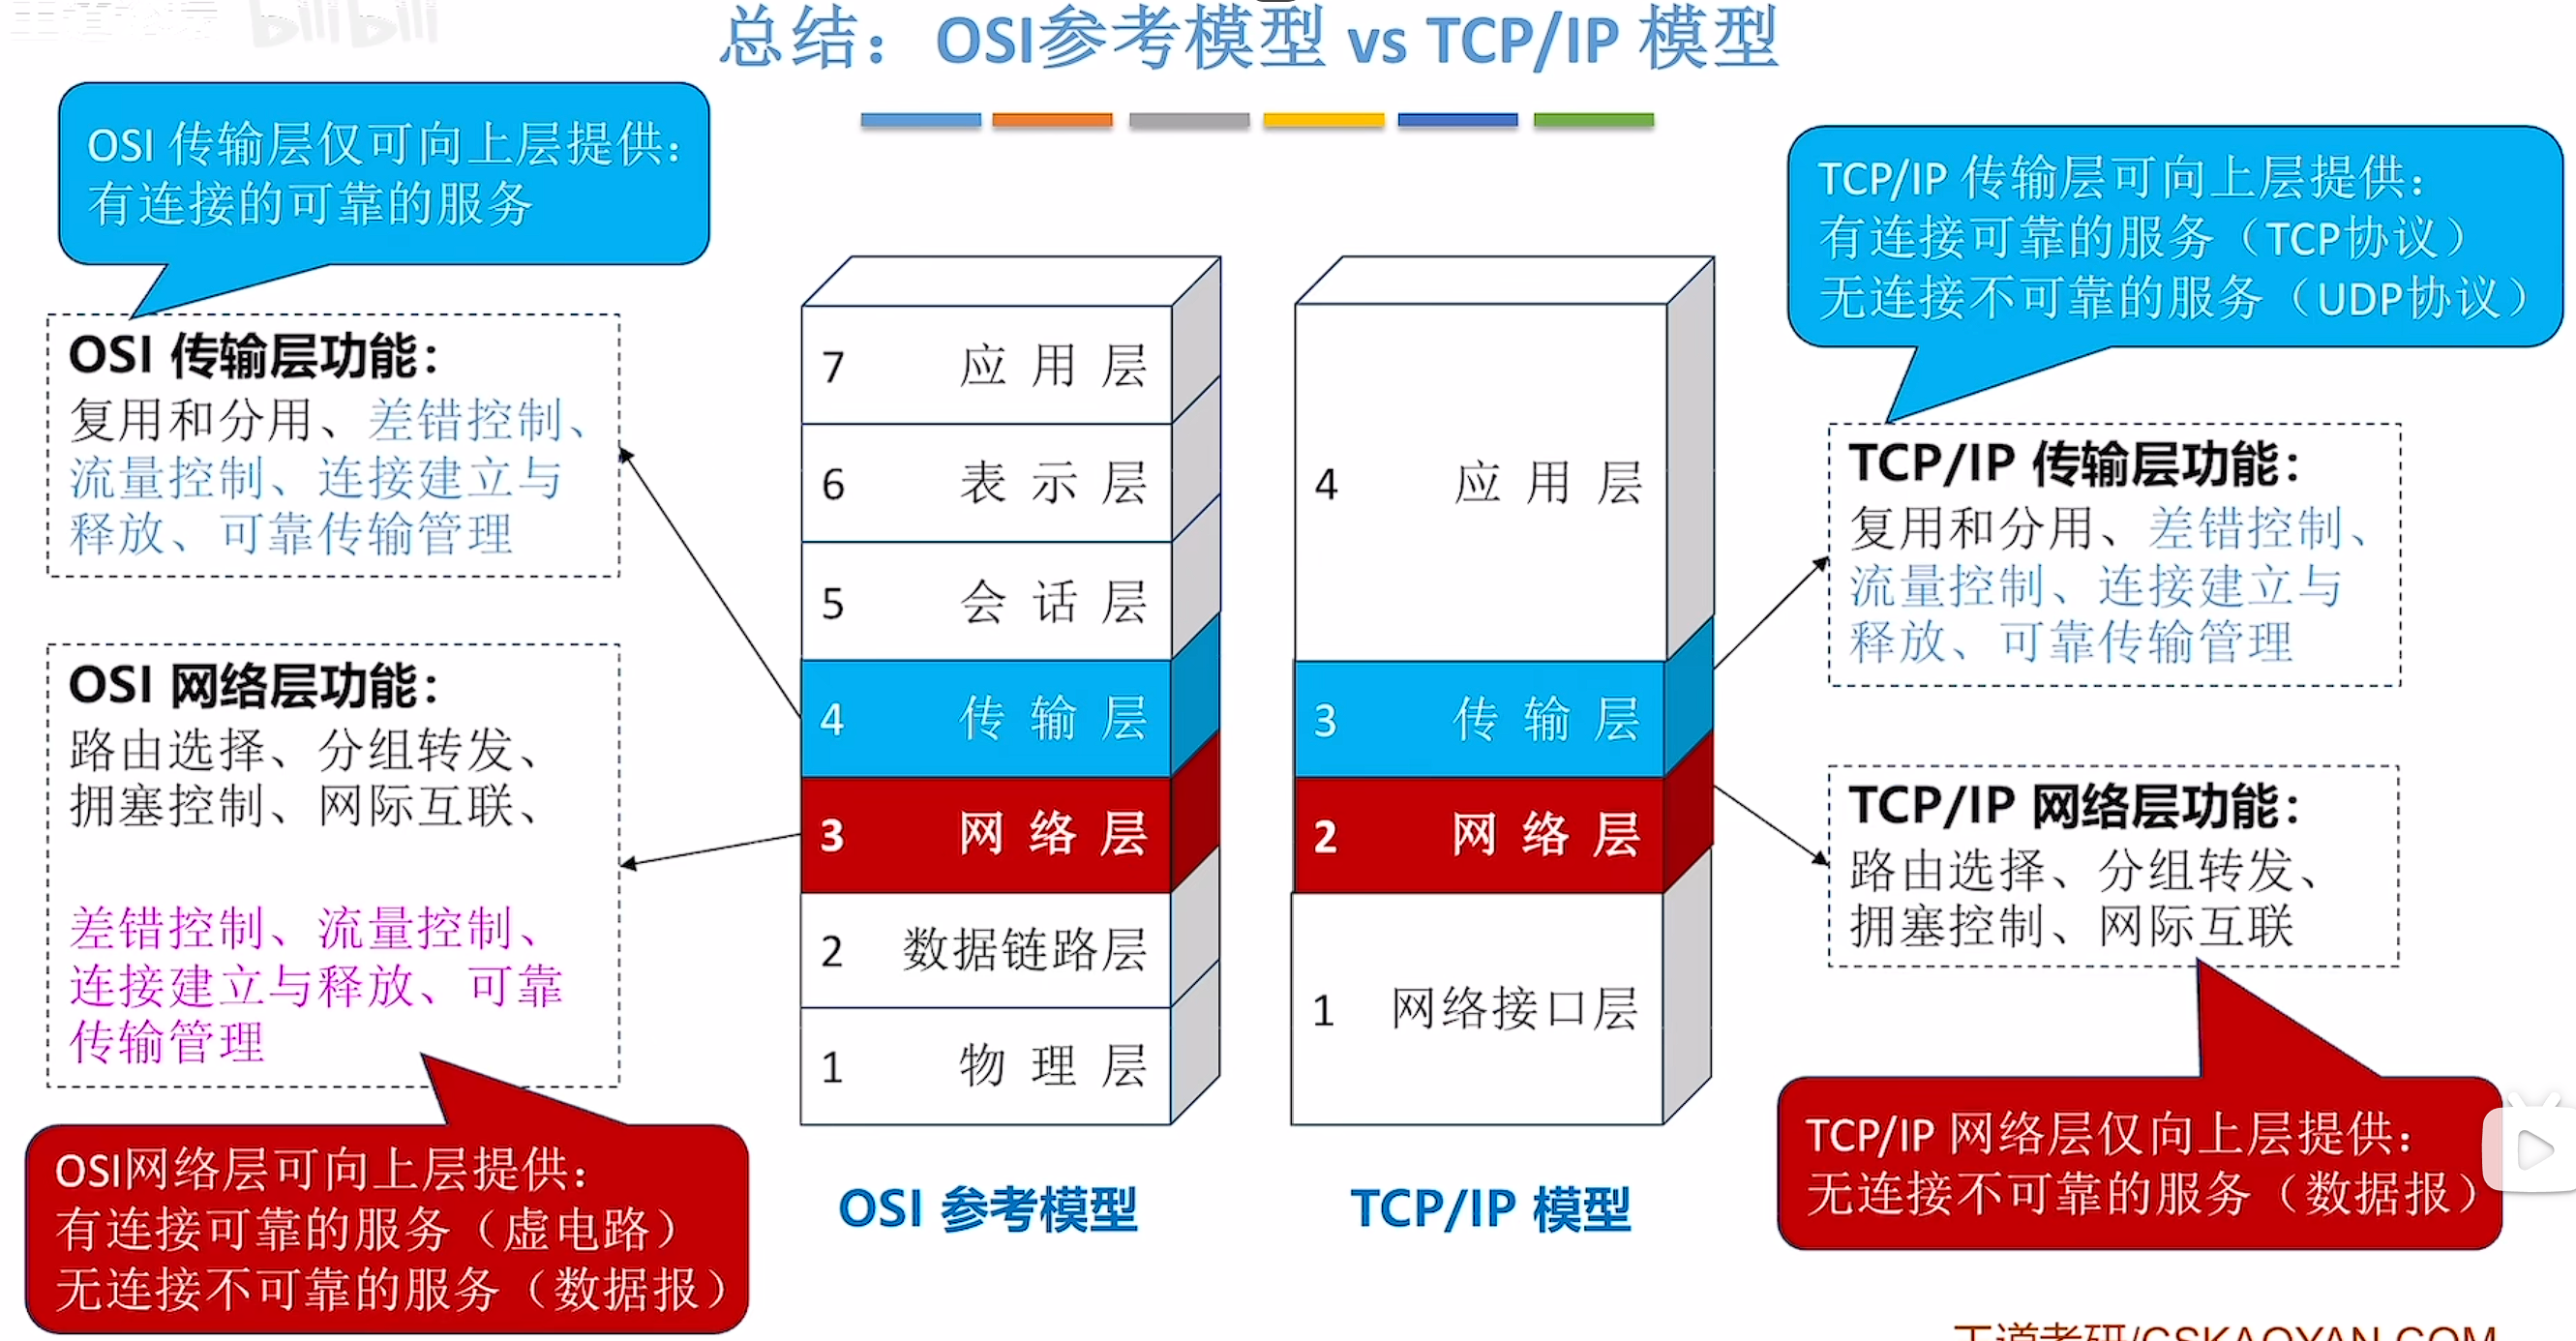 bilibili
总结：OSI参考模型 vs TCP/IP 模型
OSI 传输层仅可向上层提供：
有连接的可靠的服务
OSI 传输层功能：
复用和分用、差错控制、
流量控制、连接建立与
释放、可靠传输管理
OSI 网络层功能：
路由选择、分组转发、
拥塞控制、网际互联、
差错控制、流量控制、
连接建立与释放、可靠
传输管理
OSI网络层可向上层提供：
有连接可靠的服务（虚电路）
无连接不可靠的服务（数据报）
7 应用层
6 表示层
5 会话层
4 传输层
3 网络层
2 数据链路层
1 物理层
OSI 参考模型
4 应用层
3 传输层
2 网络层
1 网络接口层
TCP/IP 模型
TCP/IP 传输层可向上层提供：
有连接可靠的服务（TCP协议）
无连接不可靠的服务（UDP协议）
TCP/IP 传输层功能：
复用和分用、差错控制、
流量控制、连接建立与
释放、可靠传输管理
TCP/IP 网络层功能：
路由选择、分组转发、
拥塞控制、网际互联
TCP/IP 网络层仅向上层提供：
无连接不可靠的服务（数据报）
王道考研/CSKAOYAN.COM